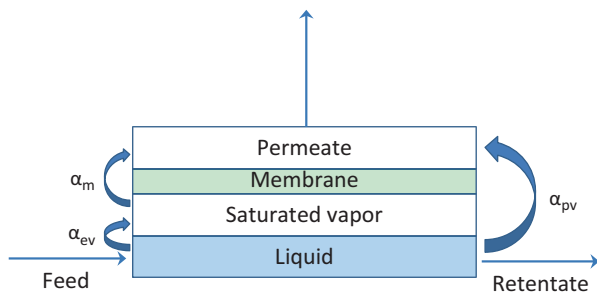 Permeate
Membrane
α_m
Saturated vapor
α_pv
α_ev
Liquid
Feed
Retentate